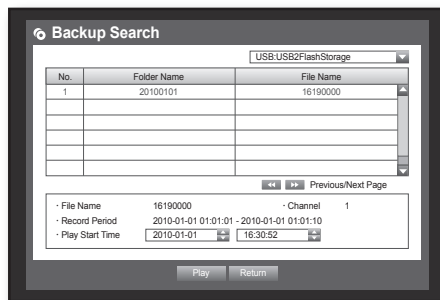 Backup Search
USB:USB2FlashStorage
No. Folder Name File Name
1 20100101 16190000
Previous/Next Page
· File Name 16190000 · Channel 1
· Record Period 2010-01-01 01:01:01 - 2010-01-01 01:01:10
· Play Start Time 2010-01-01 16:30:52
Play Return